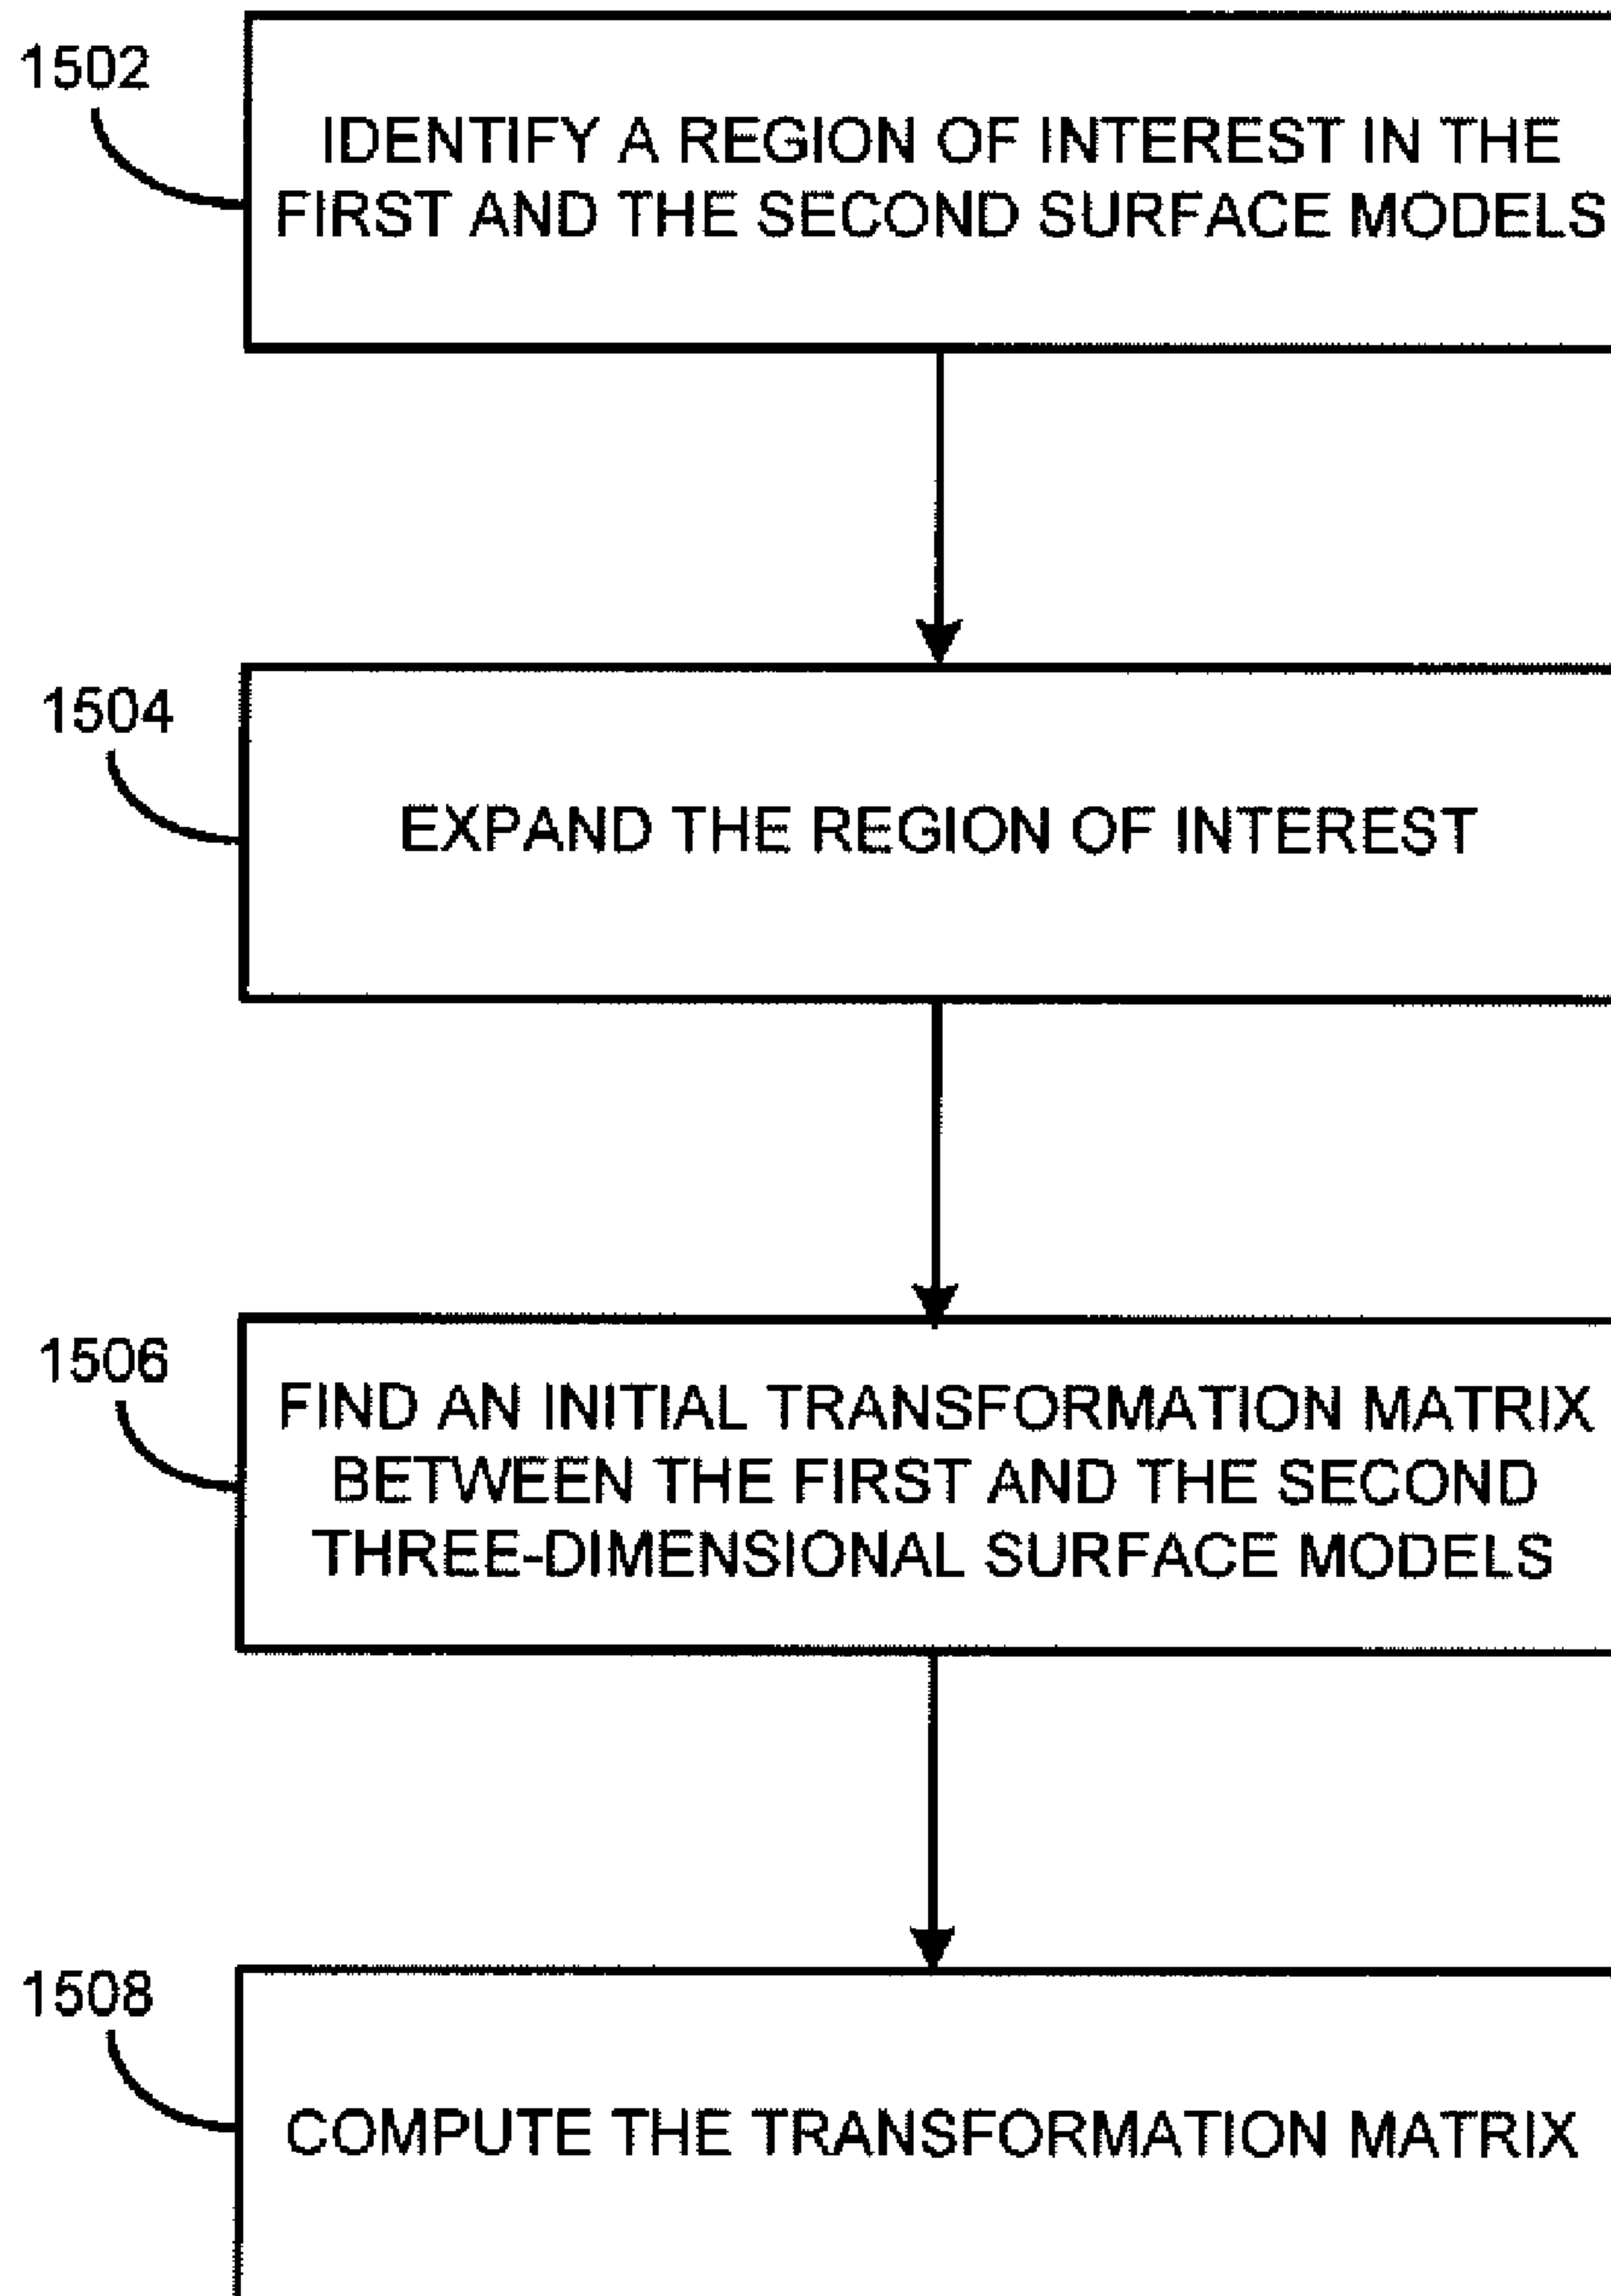 1502
IDENTIFY A REGION OF INTEREST IN THE
FIRST AND THE SECOND SURFACE MODELS
1504
EXPAND THE REGION OF INTEREST
1506
FIND AN INITIAL TRANSFORMATION MATRIX
BETWEEN THE FIRST AND THE SECOND
THREE-DIMENSIONAL SURFACE MODELS
1508
COMPUTE THE TRANSFORMATION MATRIX